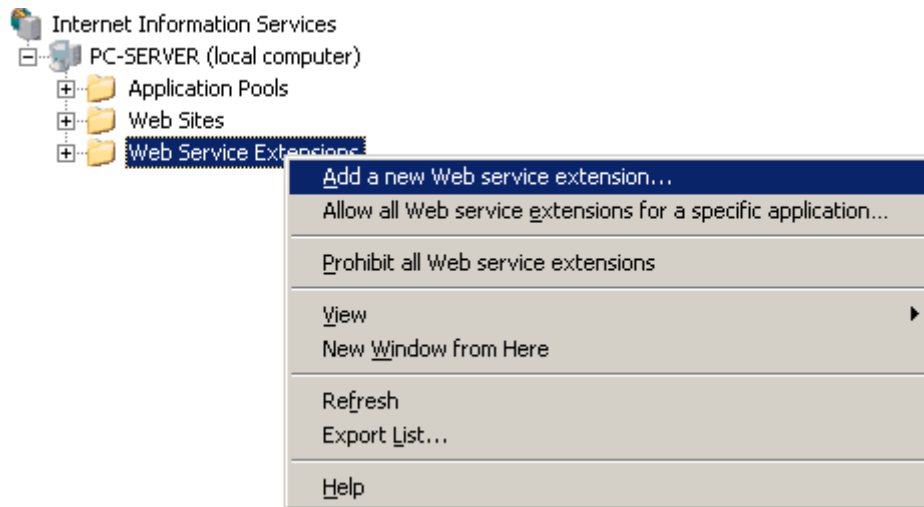 Internet Information Services
PC-SERVER (local computer)
Application Pools
Web Sites
Web Service Extensions
Add a new Web service extension...
Allow all Web service extensions for a specific application...
Prohibit all Web service extensions
View
New Window from Here
Refresh
Export List...
Help